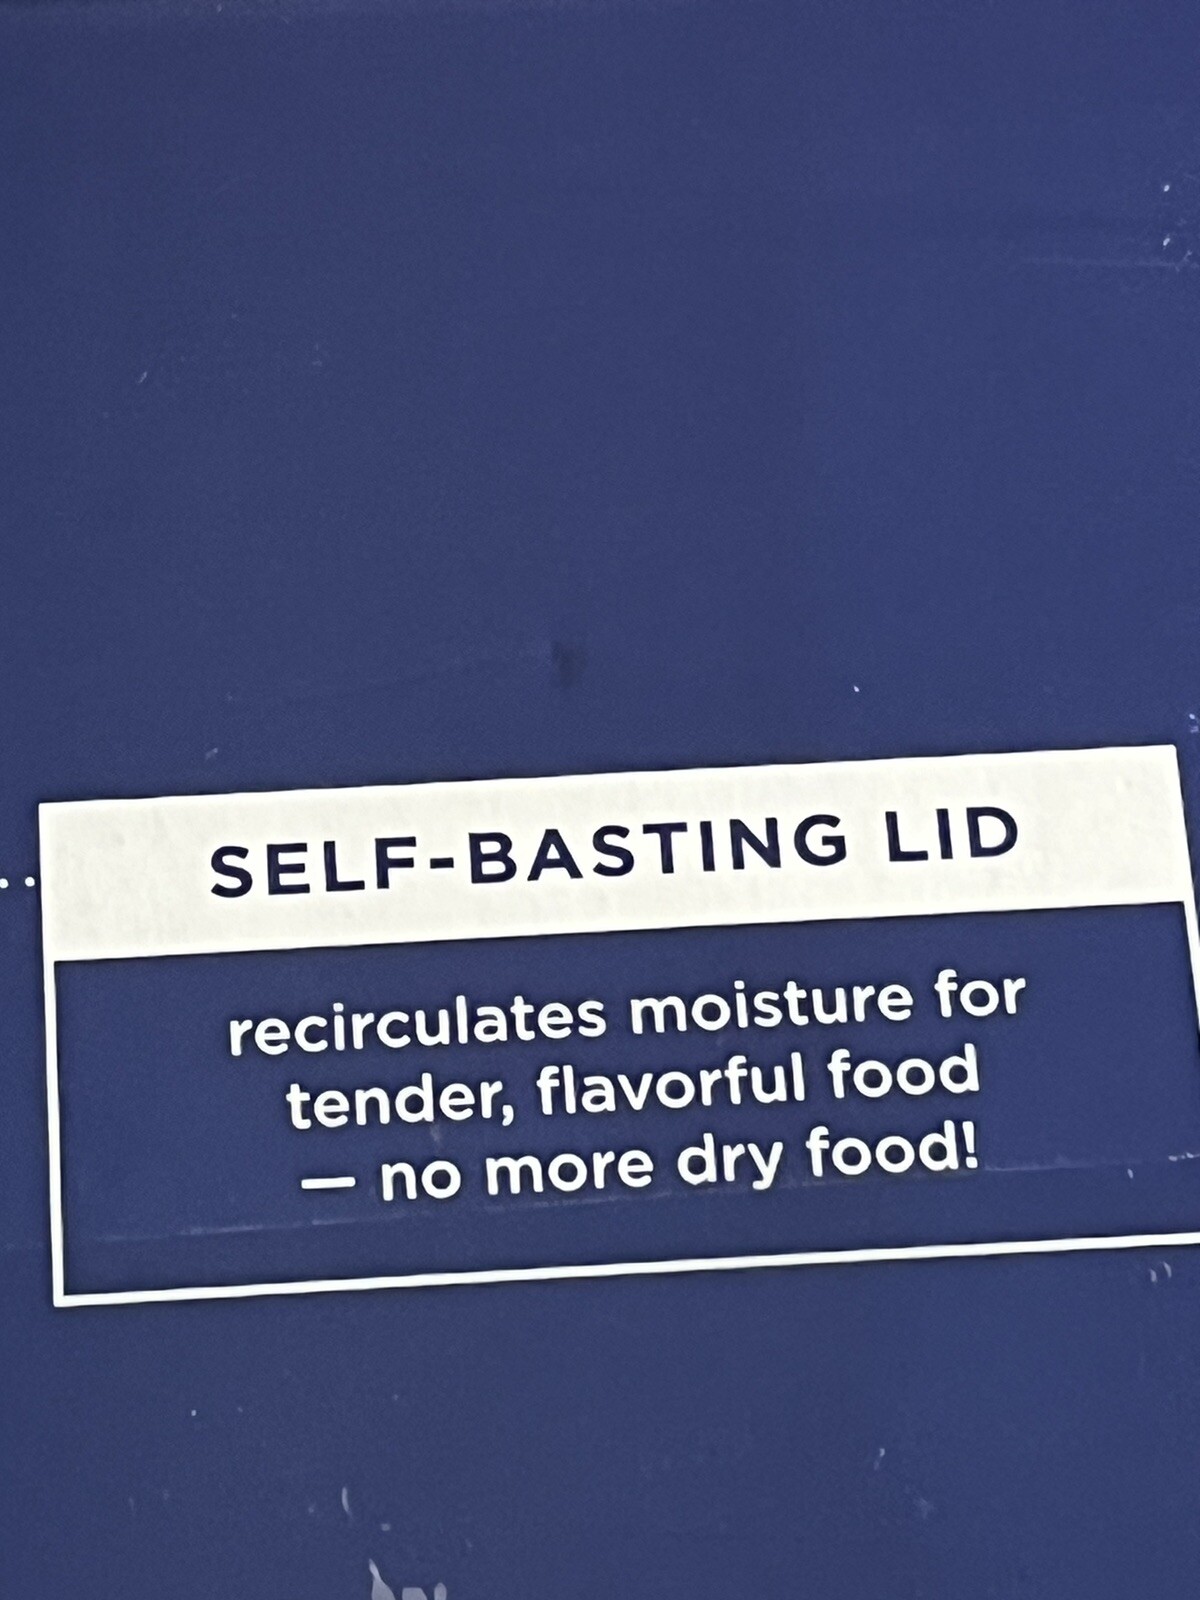 SELF-BASTING LID
recirculates moisture for
tender, flavorful food
— no more dry food!